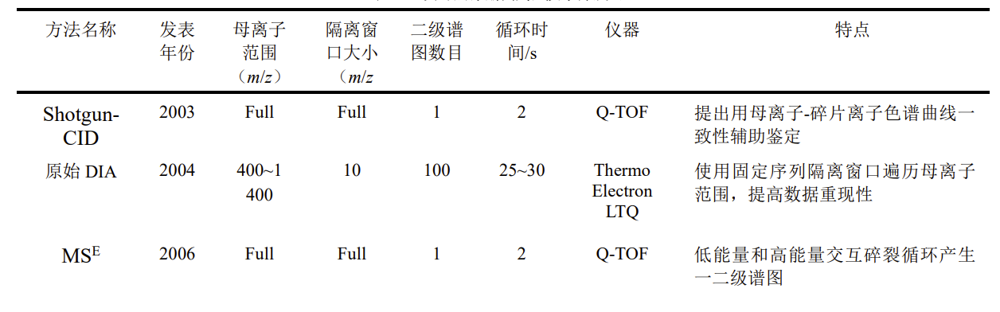 方法名称 发表 母离子 隔离窗 二级谱 循环时 仪器 特点
年份 范围 口大小 图数目 间/s
（m/z） （m/z
Shotgun- 2003 Full Full 1 2 Q-TOF 提出用母离子-碎片离子色谱曲线一
CID 致性辅助鉴定
原始 DIA 2004 400~1 10 100 25~30 Thermo 使用固定序列隔离窗口遍历母离子
400 Electron 范围，提高数据重现性
LTQ
MSE 2006 Full Full 1 2 Q-TOF 低能量和高能量交互碎裂循环产生
一二级谱图